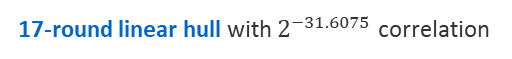 17-round linear hull with 2^−31.6075 correlation